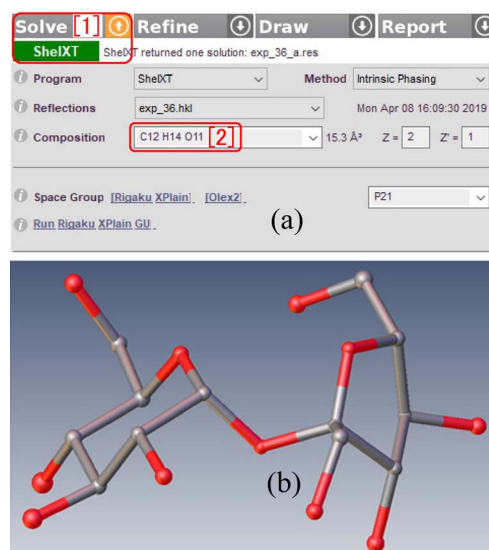 Solve [1] Refine Draw Report
ShelXT ShelXT returned one solution: exp_36_a.res
Program ShelXT Method Intrinsic Phasing
Reflections exp_36.hkl Mon Apr 08 16:09:30 2019
Composition C12 H14 O11 [2] 15.3 Å³ Z = 2 Z' = 1
Space Group [Rigaku XPlain], [Olex2], P21
Run Rigaku XPlain GUI.
(a)
(b)